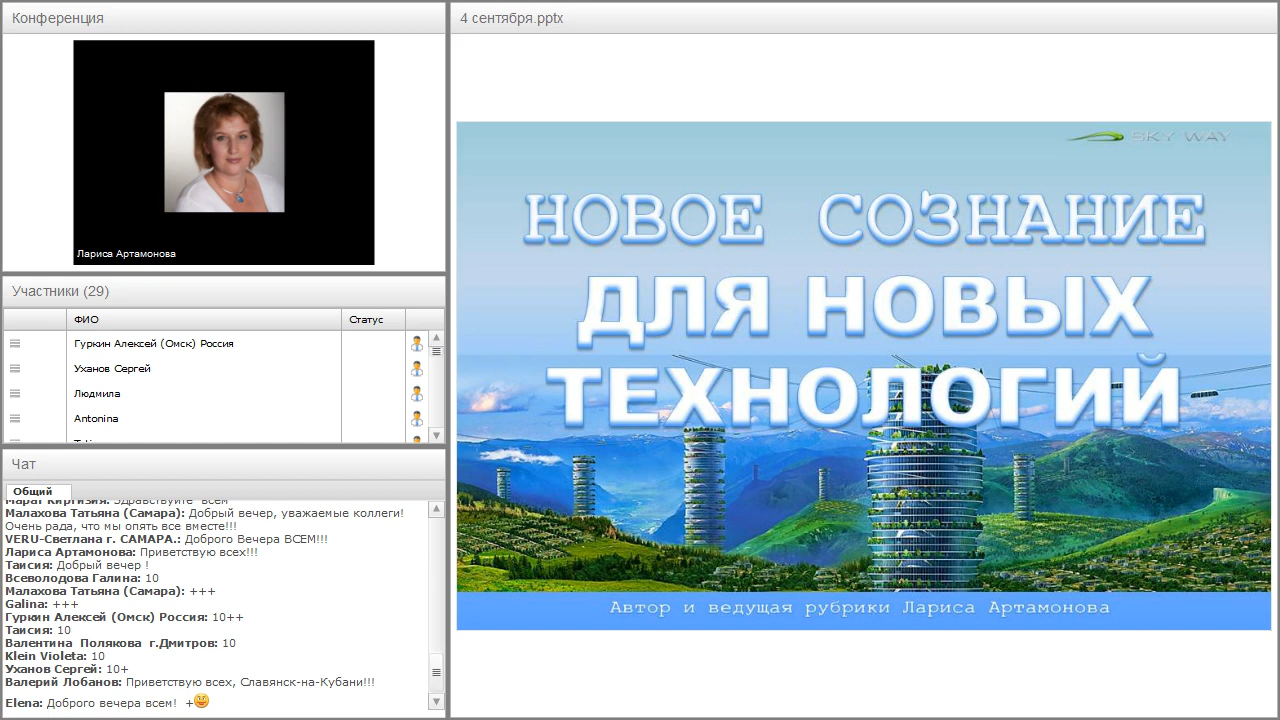 Конференция
Лариса Артамонова
Участники (29)
ФИО
Статус
Гуркин Алексей (Омск) Россия
Уханов Сергей
Людмила
Antonina
Чат
Общий
Марат Киргизия: Здравствуйте всем
Малахова Татьяна (Самара): Добрый вечер, уважаемые коллеги!
Очень рада, что мы опять все вместе!!!
VERU-Светлана г. САМАРА.: ДОБРОГО Вечера ВСЕМ!!!
Лариса Артамонова: Приветствую всех!!!
Таисия: Добрый вечер !
Всеволодова Галина: 10
Малахова Татьяна (Самара): +++
Galina: +++
Гуркин Алексей (Омск) Россия: 10++
Таисия: 10
Валентина Полякова г.Дмитров: 10
Klein Violeta: 10
Уханов Сергей: 10+
Валерий Лобанов: Приветствую всех, Славянск-на-Кубани!!!
Elena: Доброго вечера всем! +
4 сентября.pptx
SKY WAY
НОВОЕ СОЗНАНИЕ
ДЛЯ НОВЫХ
ТЕХНОЛОГИЙ
Автор и ведущая рубрики Лариса Артамонова